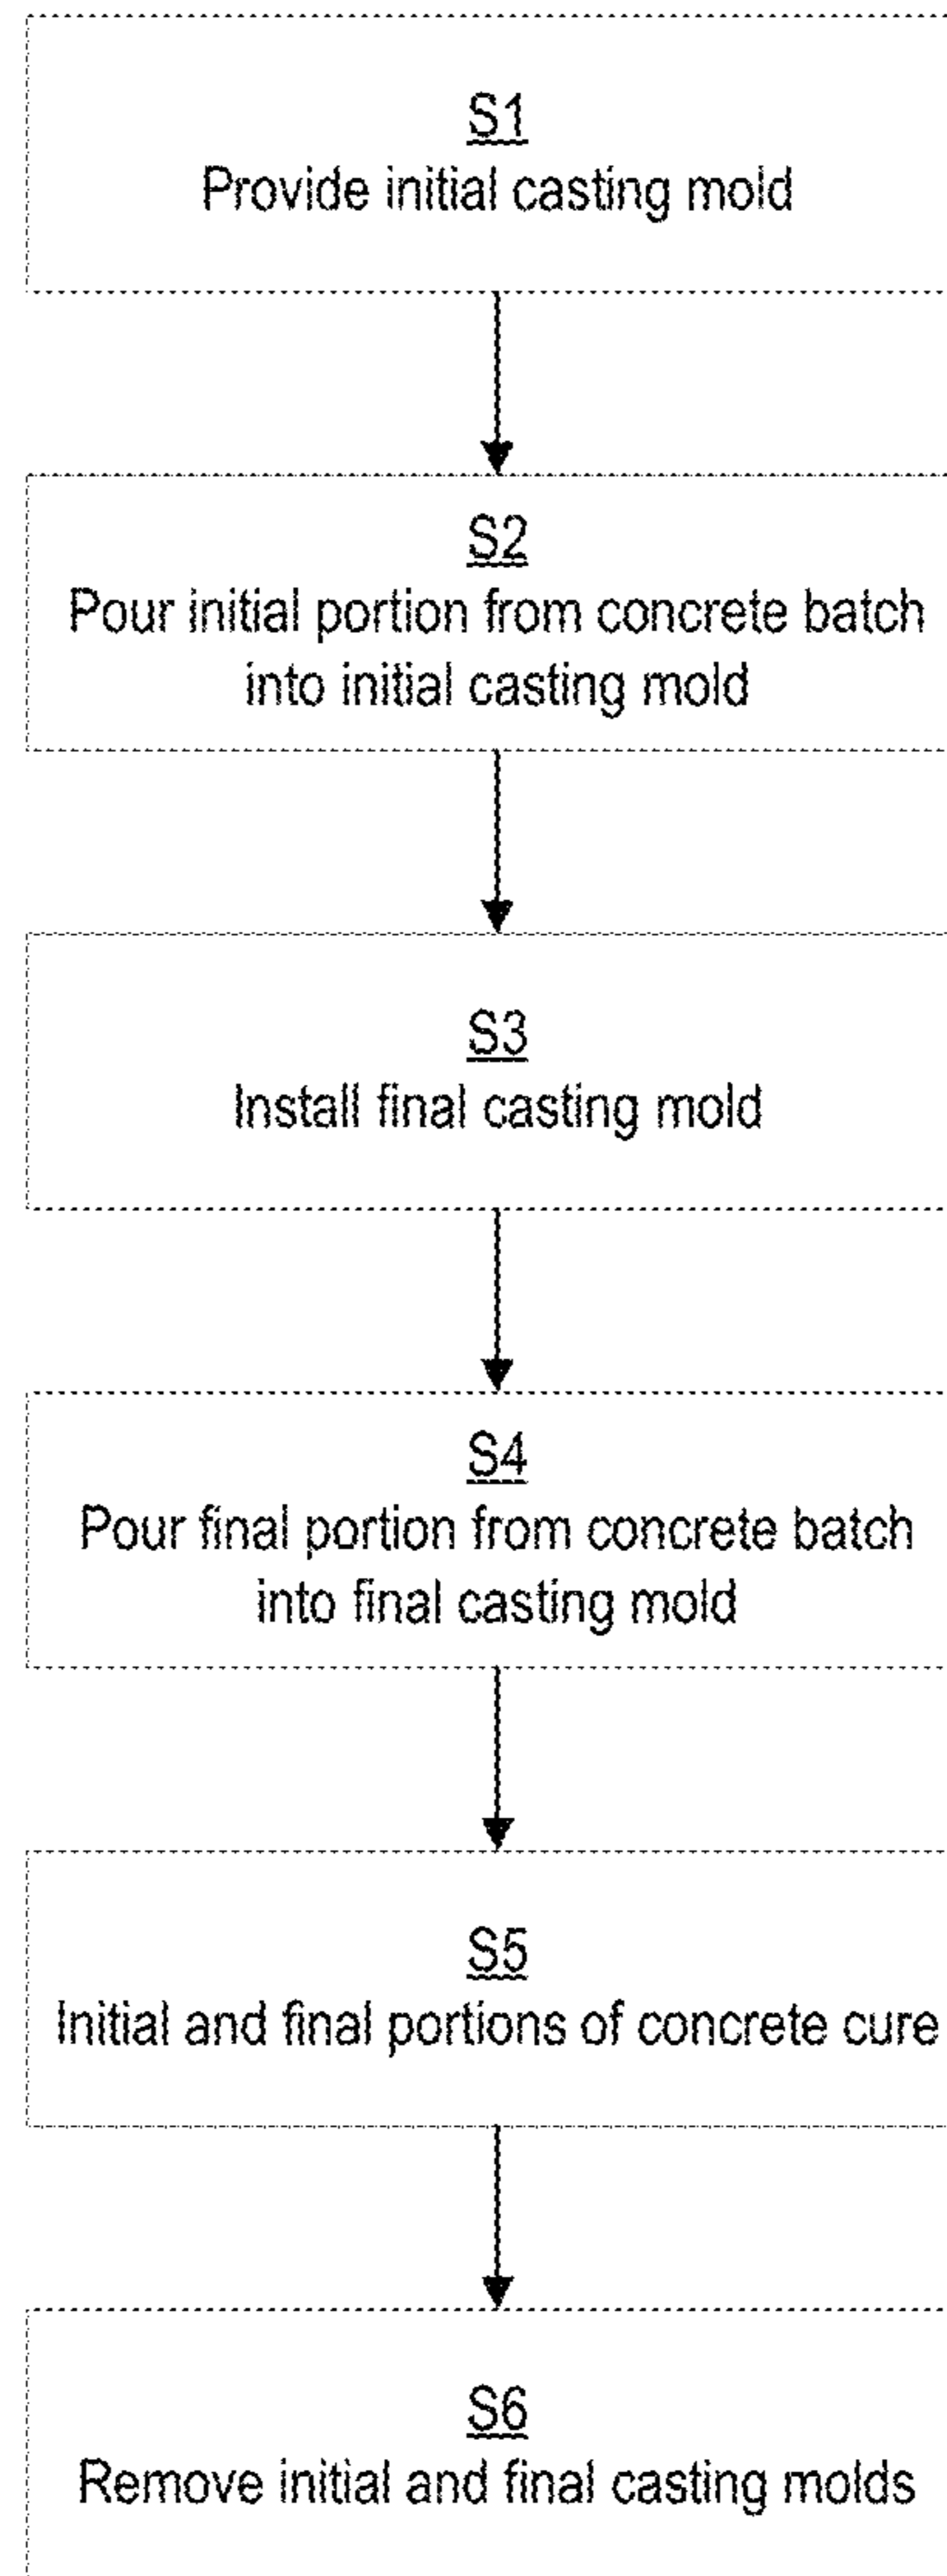 S1
Provide initial casting mold
S2
Pour initial portion from concrete batch
into initial casting mold
S3
Install final casting mold
S4
Pour final portion from concrete batch
into final casting mold
S5
Initial and final portions of concrete cure
S6
Remove initial and final casting molds